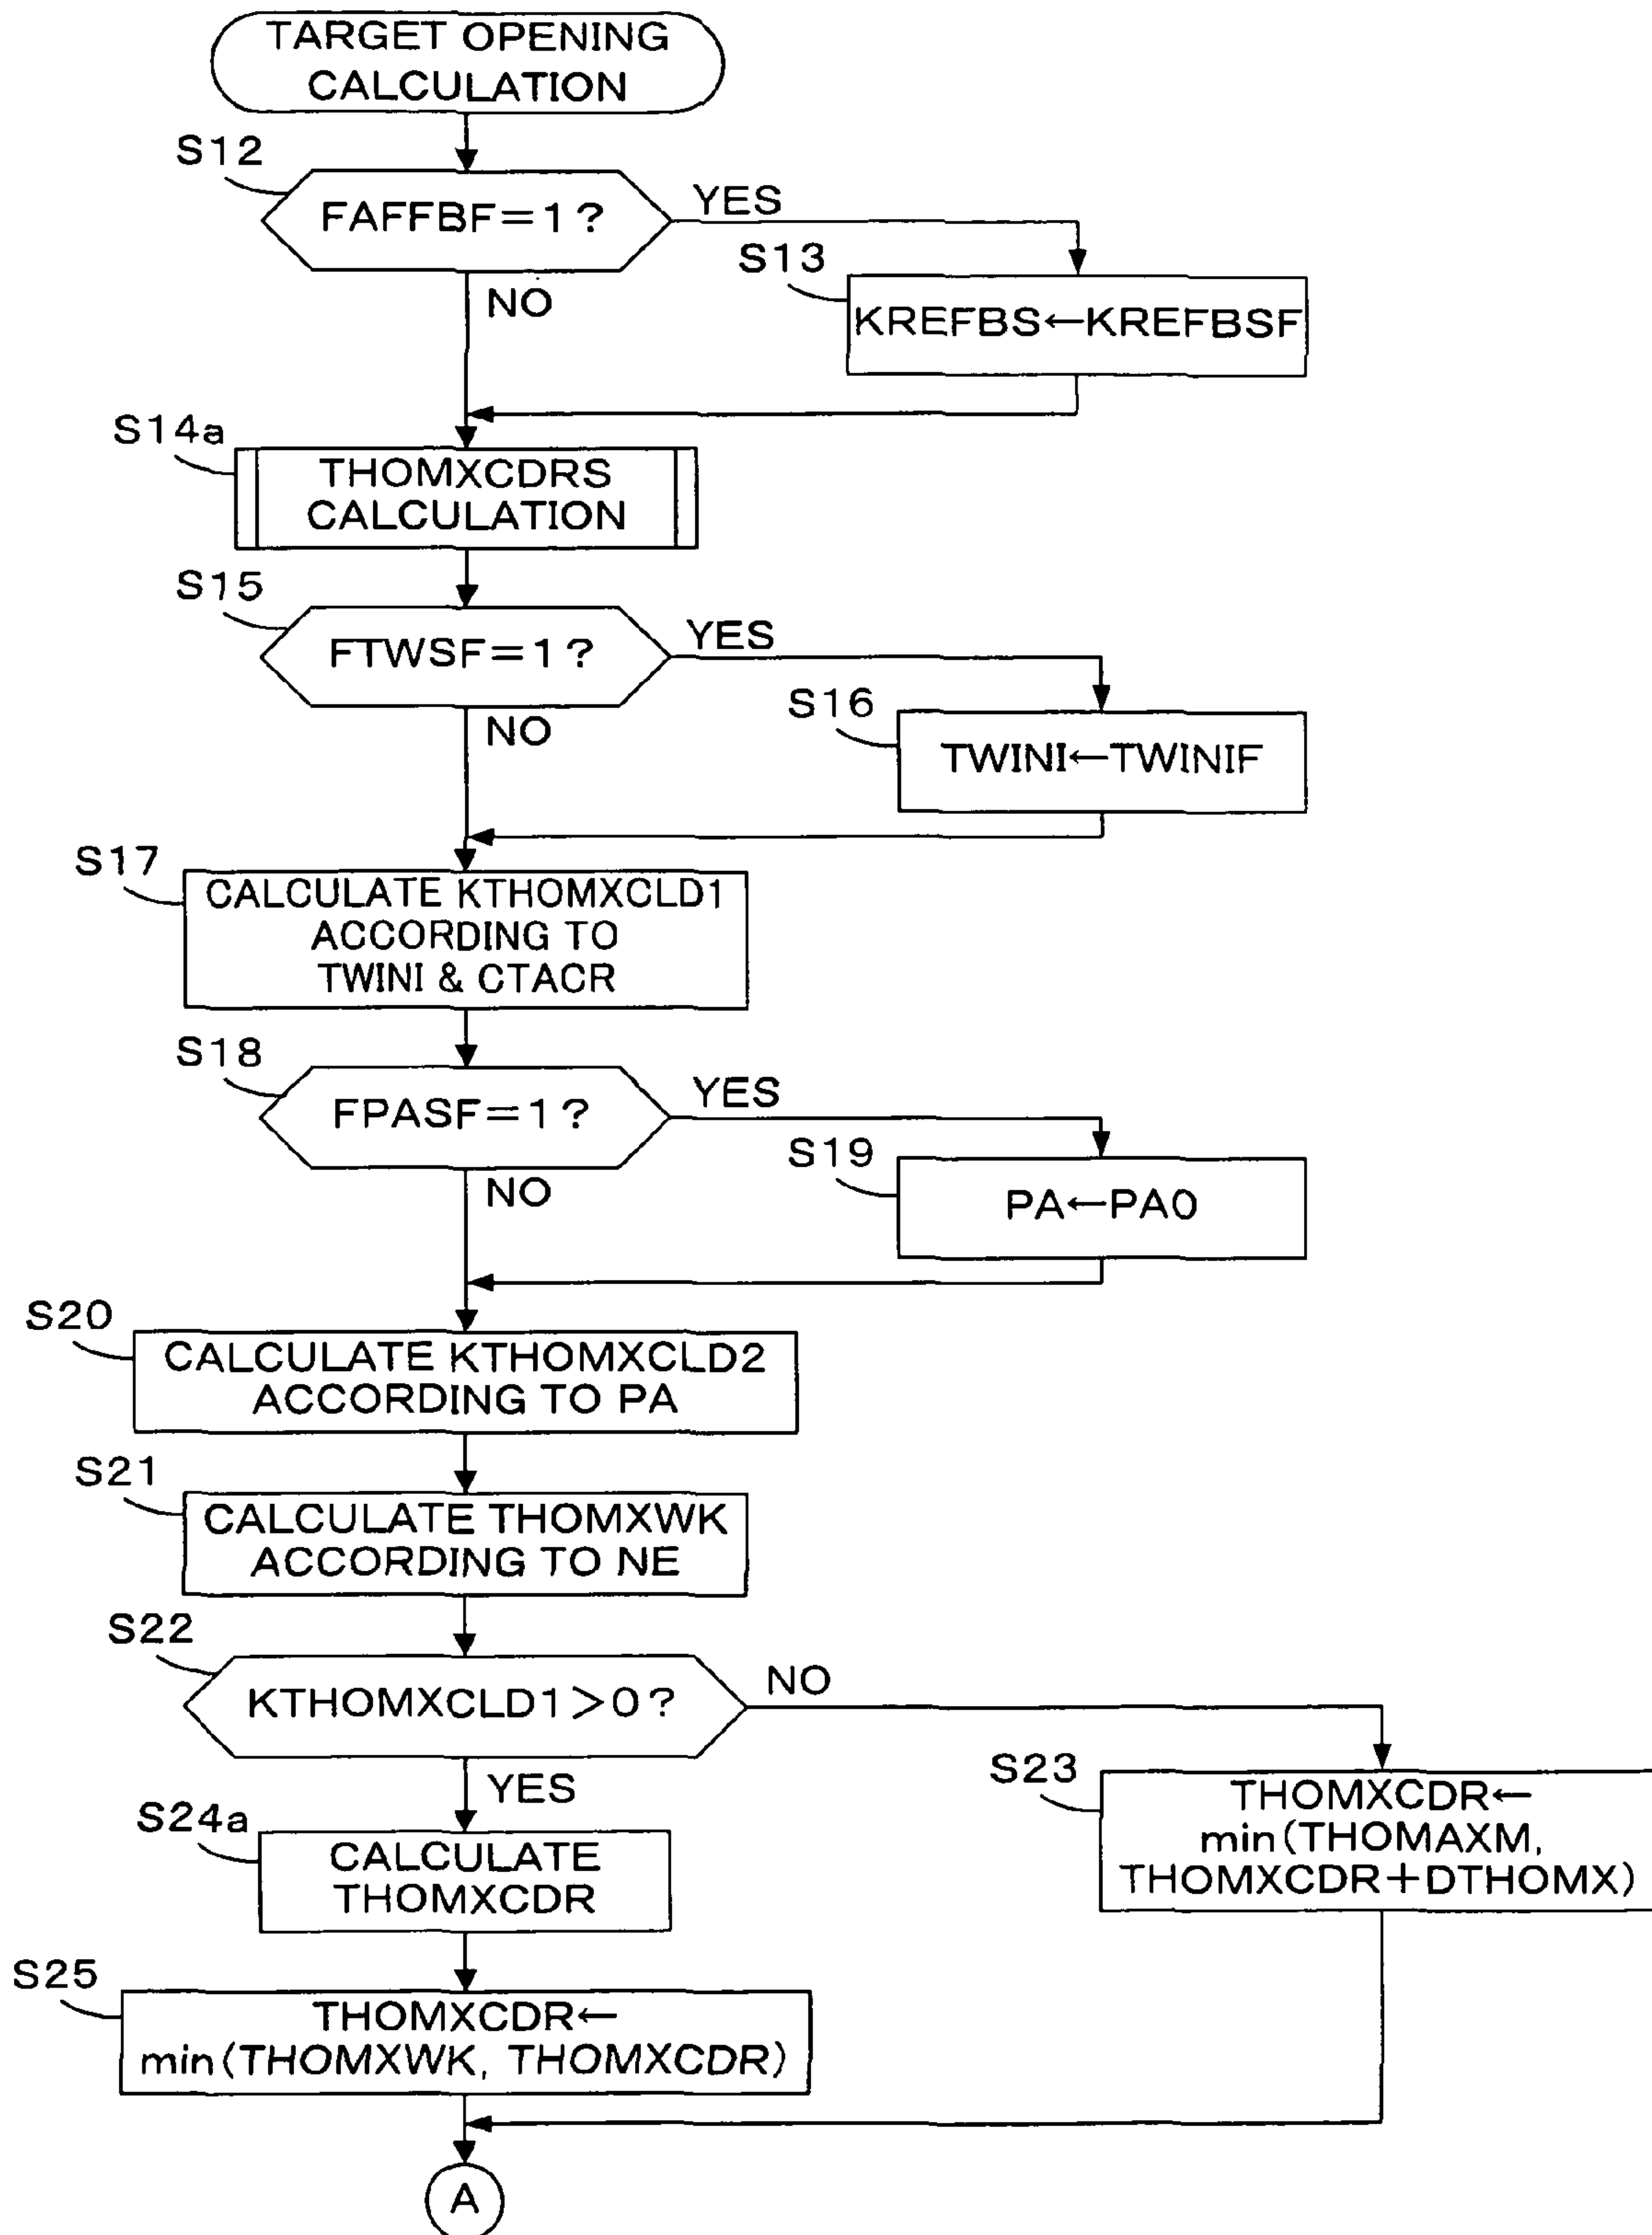 TARGET OPENING
CALCULATION
S12
FAFFBF=1?
YES
NO
S13
KREFBS←KREFBSF
S14a
THOMXCDRS
CALCULATION
S15
FTWSF=1?
YES
NO
S16
TWINI←TWINIF
S17
CALCULATE KTHOMXCLD1
ACCORDING TO
TWINI & CTACR
S18
FPASF=1?
YES
NO
S19
PA←PA0
S20
CALCULATE KTHOMXCLD2
ACCORDING TO PA
S21
CALCULATE THOMXWK
ACCORDING TO NE
S22
KTHOMXCLD1>0?
NO
YES
S23
THOMXCDR←
min(THOMAXM,
THOMXCDR+DTHOMX)
S24a
CALCULATE
THOMXCDR
S25
THOMXCDR←
min(THOMXWK, THOMXCDR)
A